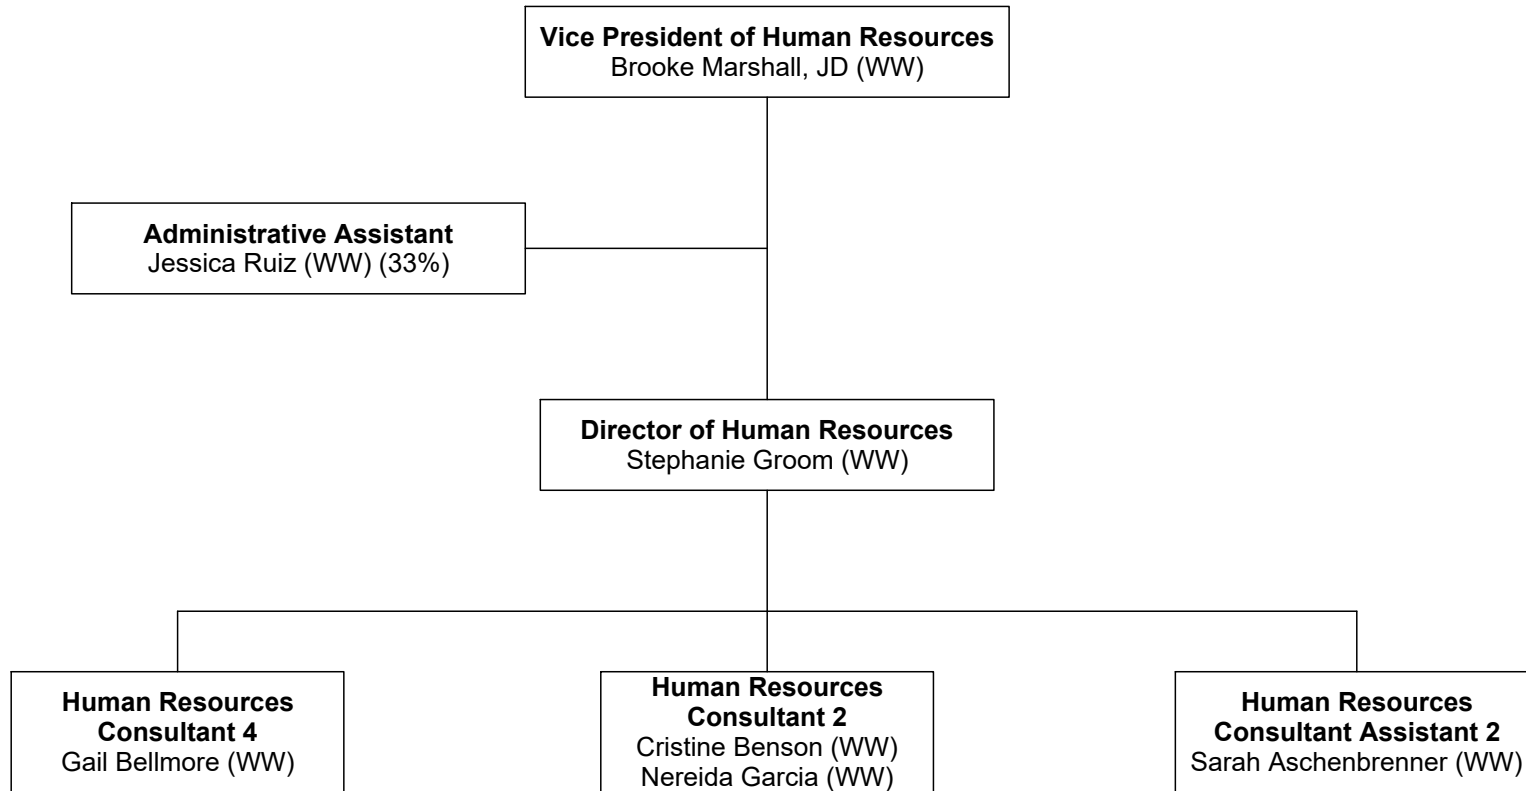 Vice President of Human Resources
Brooke Marshall, JD (WW)
Administrative Assistant
Jessica Ruiz (WW) (33%)
Director of Human Resources
Stephanie Groom (WW)
Human Resources
Consultant 4
Gail Bellmore (WW)
Human Resources
Consultant 2
Cristine Benson (WW)
Nereida Garcia (WW)
Human Resources
Consultant Assistant 2
Sarah Aschenbrenner (WW)